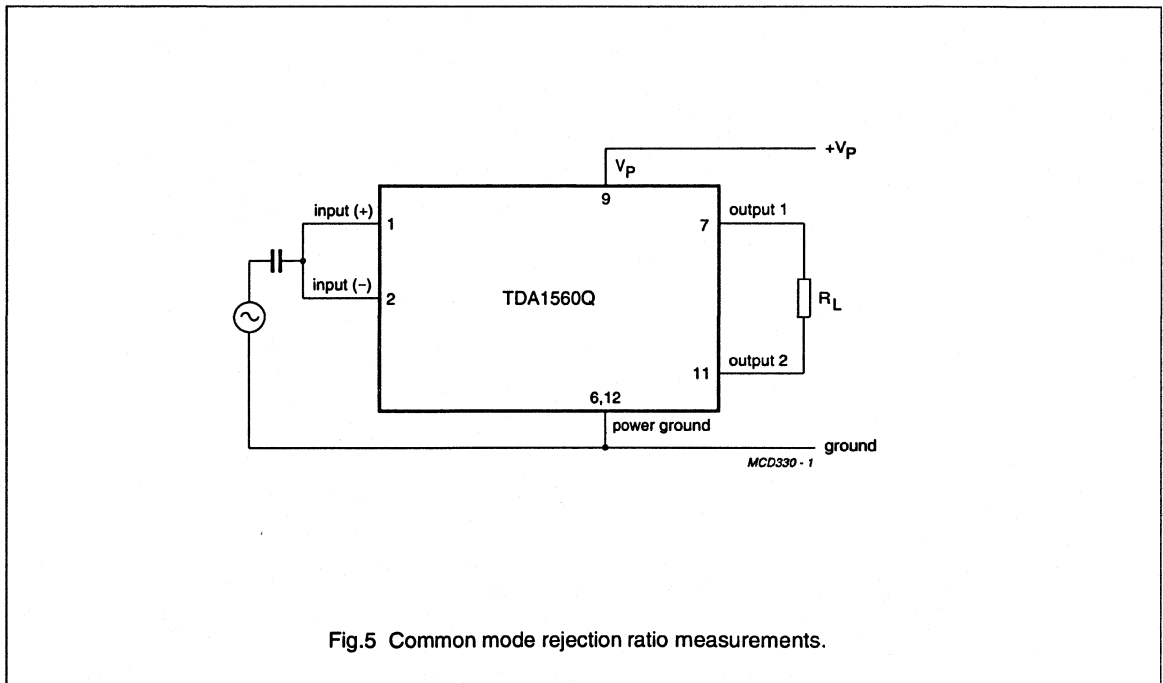 +VP
VP
9
input (+)
1
7
output 1
input (−)
2
TDA1560Q
RL
output 2
11
6,12
power ground
ground
MCD330 - 1
Fig.5 Common mode rejection ratio measurements.